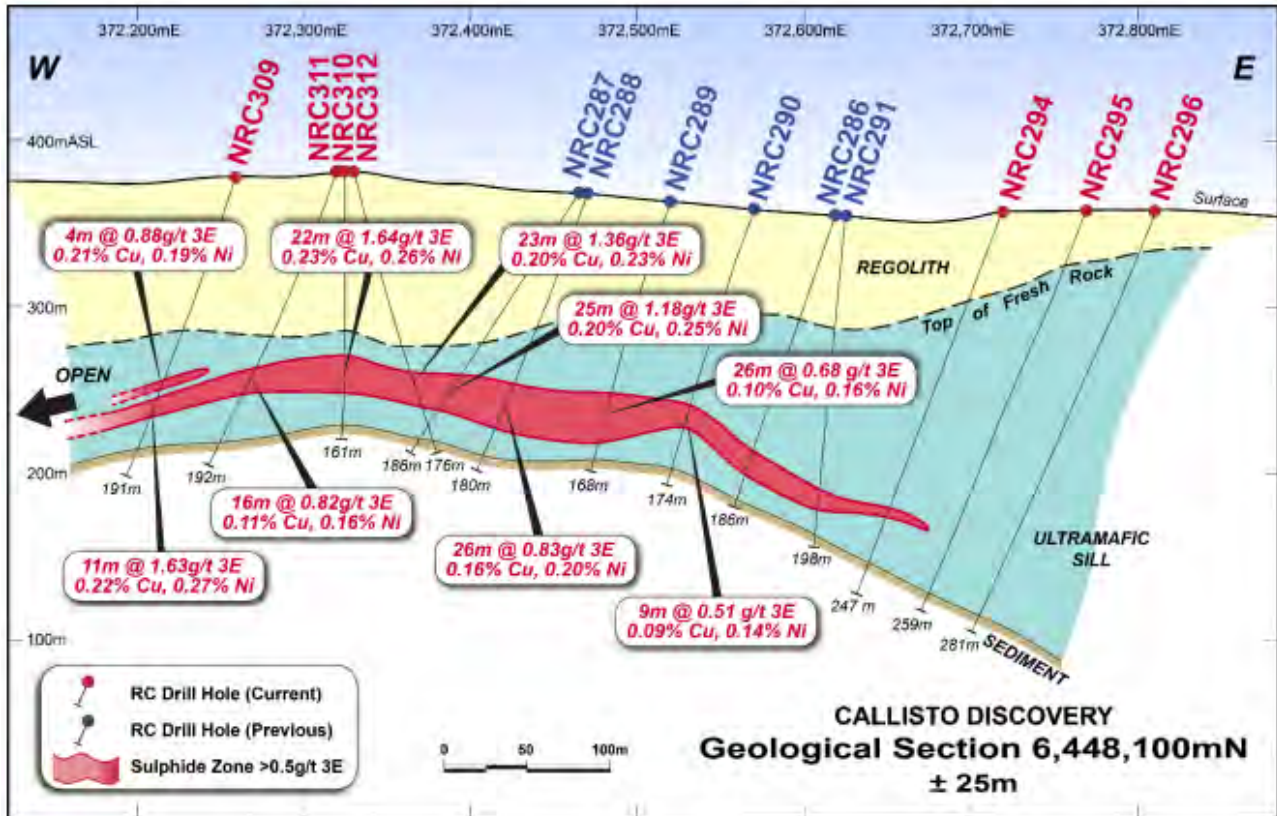 372.200mE
372,300mE
372,400mE
372,500mE
372,600mE
372,700mE
372,800mE
W
E
NRC309
NRC311
NRC310
NRC312
NRC287
NRC288
NRC289
NRC290
NRC286
NRC291
NRC294
NRC295
NRC296
400mASL
Surface
4m @ 0.88g/t 3E
0.21% Cu, 0.19% Ni
22m @ 1.64g/t 3E
0.23% Cu, 0.26% Ni
23m @ 1.36g/t 3E
0.20% Cu, 0.23% Ni
REGOLITH
25m @ 1.18g/t 3E
0.20% Cu, 0.25% Ni
300m
Top of Fresh Rock
OPEN
26m @ 0.68 g/t 3E
0.10% Cu, 0.16% Ni
200m
191m
192m
161m
186m
176m
180m
168m
174m
186m
198m
247 m
259m
281m
16m @ 0.82g/t 3E
0.11% Cu, 0.16% Ni
26m @ 0.83g/t 3E
0.16% Cu, 0.20% Ni
ULTRAMAFIC
SILL
11m @ 1,63g/t 3E
0.22% Cu, 0.27% Ni
9m @ 0.51 g/t 3E
0.09% Cu, 0.14% Ni
100m
SEDIMENT
RC Drill Hole (Current)
RC Drill Hole (Previous)
Sulphide Zone >0.5g/t 3E
0 50 100m
CALLISTO DISCOVERY
Geological Section 6,448,100mN
± 25m